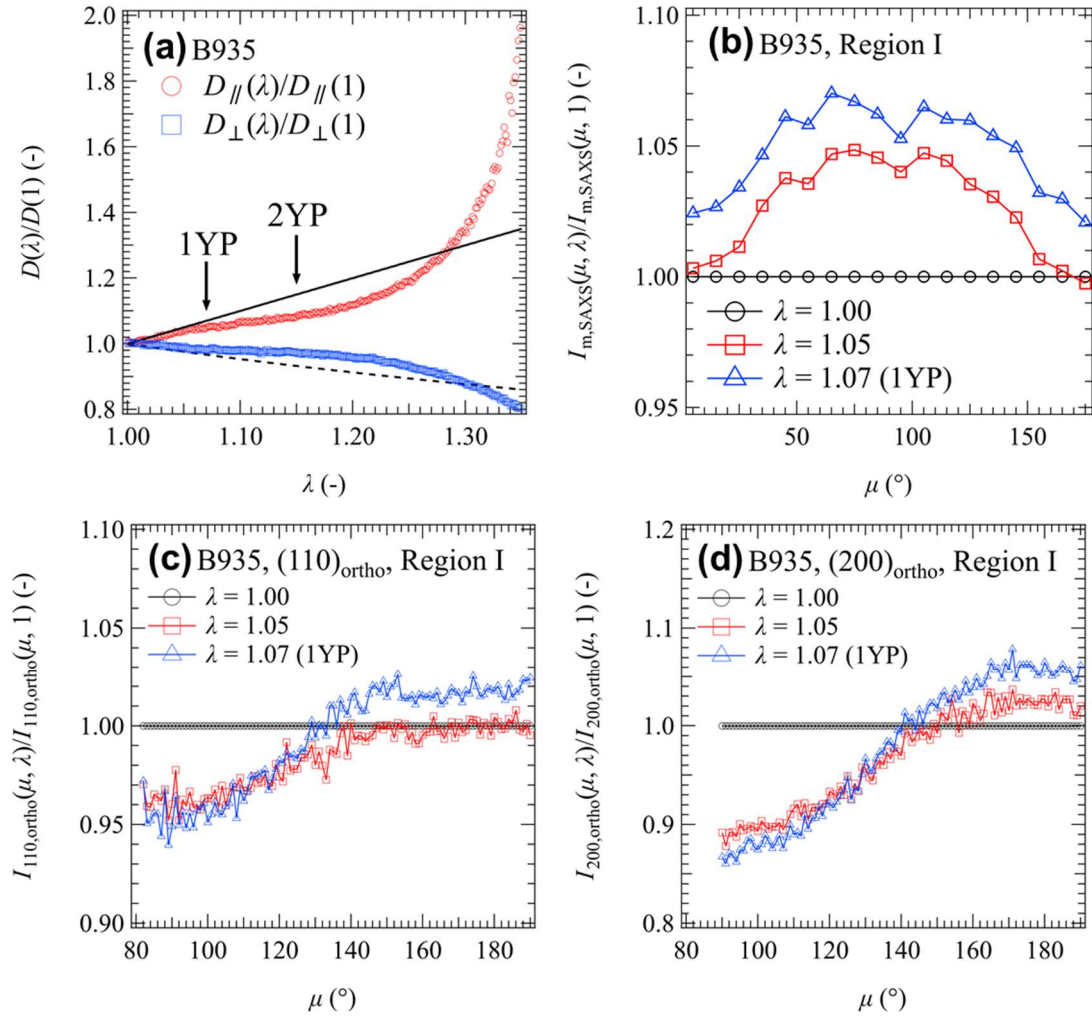 (a) B935
D∥(λ)/D∥(1)
D⊥(λ)/D⊥(1)
1YP
2YP
2.0
1.8
1.6
1.4
1.2
1.0
0.8
D(λ)/D(1) (-)
1.00
1.10
1.20
1.30
λ (-)
(b) B935, Region I
λ = 1.00
λ = 1.05
λ = 1.07 (1YP)
1.10
1.05
1.00
0.95
Im,SAXS(μ, λ)/Im,SAXS(μ, 1) (-)
50
100
150
μ (°)
(c) B935, (110)ortho, Region I
λ = 1.00
λ = 1.05
λ = 1.07 (1YP)
1.10
1.05
1.00
0.95
0.90
I110,ortho(μ, λ)/I110,ortho(μ, 1) (-)
80
100
120
140
160
180
μ (°)
(d) B935, (200)ortho, Region I
λ = 1.00
λ = 1.05
λ = 1.07 (1YP)
1.2
1.1
1.0
0.9
0.8
I200,ortho(μ, λ)/I200,ortho(μ, 1) (-)
80
100
120
140
160
180
μ (°)